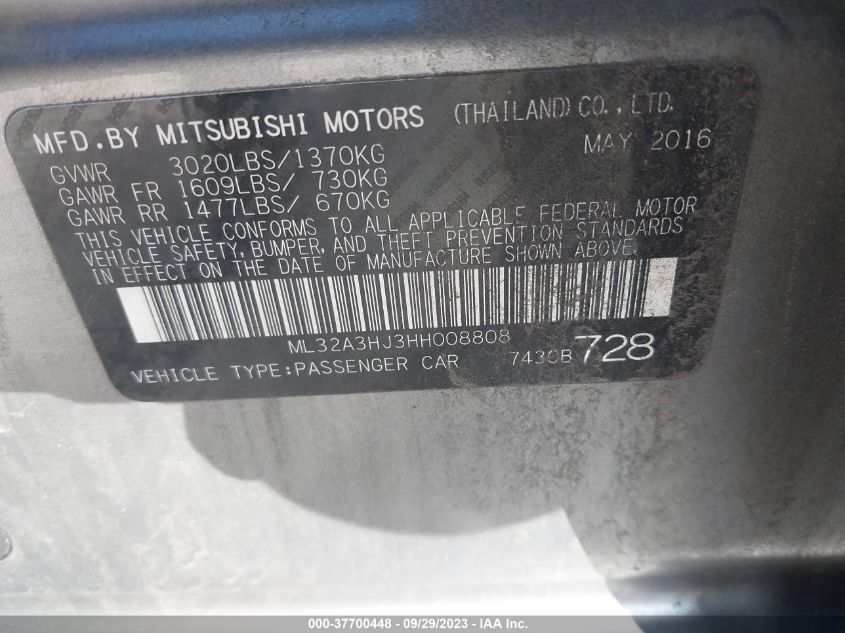 MFD.BY MITSUBISHI MOTORS (THAILAND) CO., LTD.
GVWR 3020LBS/1370KG MAY 2016
GAWR FR 1609LBS/ 730KG
GAWR RR 1477LBS/ 670KG
THIS VEHICLE CONFORMS TO ALL APPLICABLE FEDERAL MOTOR
VEHICLE SAFETY, BUMPER, AND THEFT PREVENTION STANDARDS
IN EFFECT ON THE DATE OF MANUFACTURE SHOWN ABOVE.
ML32A3HJ3HH008808
VEHICLE TYPE:PASSENGER CAR 7430B 728
000-37700448 - 09/29/2023 - IAA Inc.